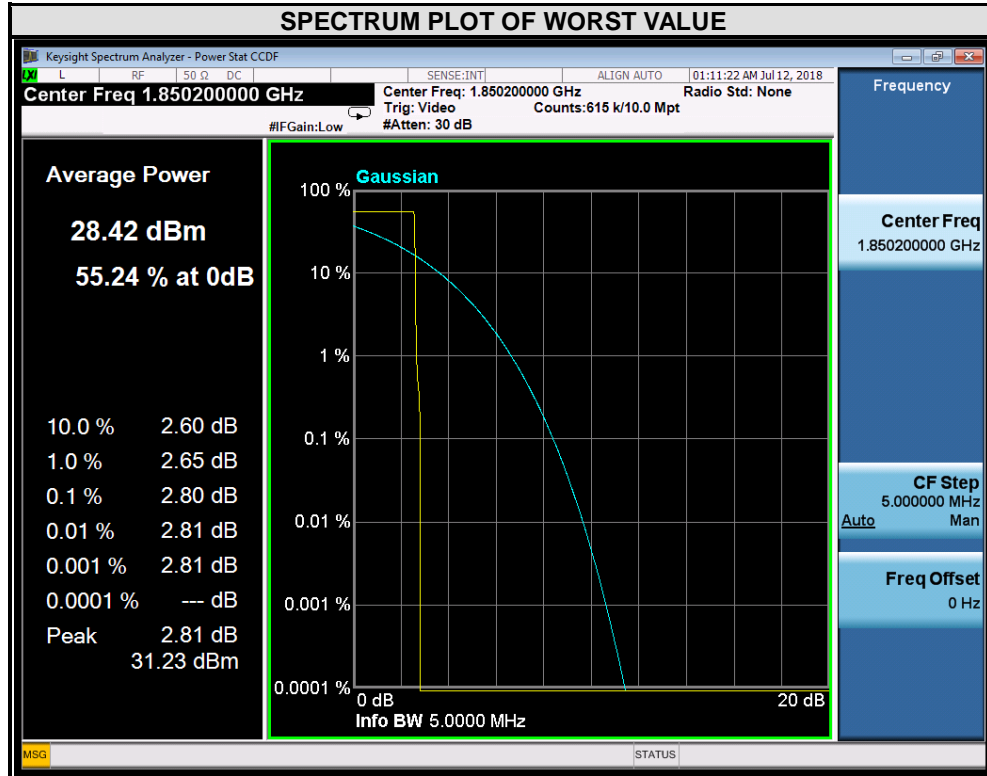 SPECTRUM PLOT OF WORST VALUE
Keysight Spectrum Analyzer - Power Stat CCDF
LXI L RF 50 Ω DC SENSE:INT ALIGN AUTO 01:11:22 AM Jul 12, 2018
Center Freq 1.850200000 GHz
Center Freq: 1.850200000 GHz Radio Std: None
Trig: Video Counts:615 k/10.0 Mpt
#IFGain:Low #Atten: 30 dB
Frequency
Average Power
28.42 dBm
55.24 % at 0dB
10.0 % 2.60 dB
1.0 % 2.65 dB
0.1 % 2.80 dB
0.01 % 2.81 dB
0.001 % 2.81 dB
0.0001 % --- dB
Peak 2.81 dB
31.23 dBm
Gaussian
100 %
10 %
1 %
0.1 %
0.01 %
0.001 %
0.0001 %
0 dB 20 dB
Info BW 5.0000 MHz
Center Freq
1.850200000 GHz
CF Step
5.000000 MHz
Auto Man
Freq Offset
0 Hz
MSG STATUS